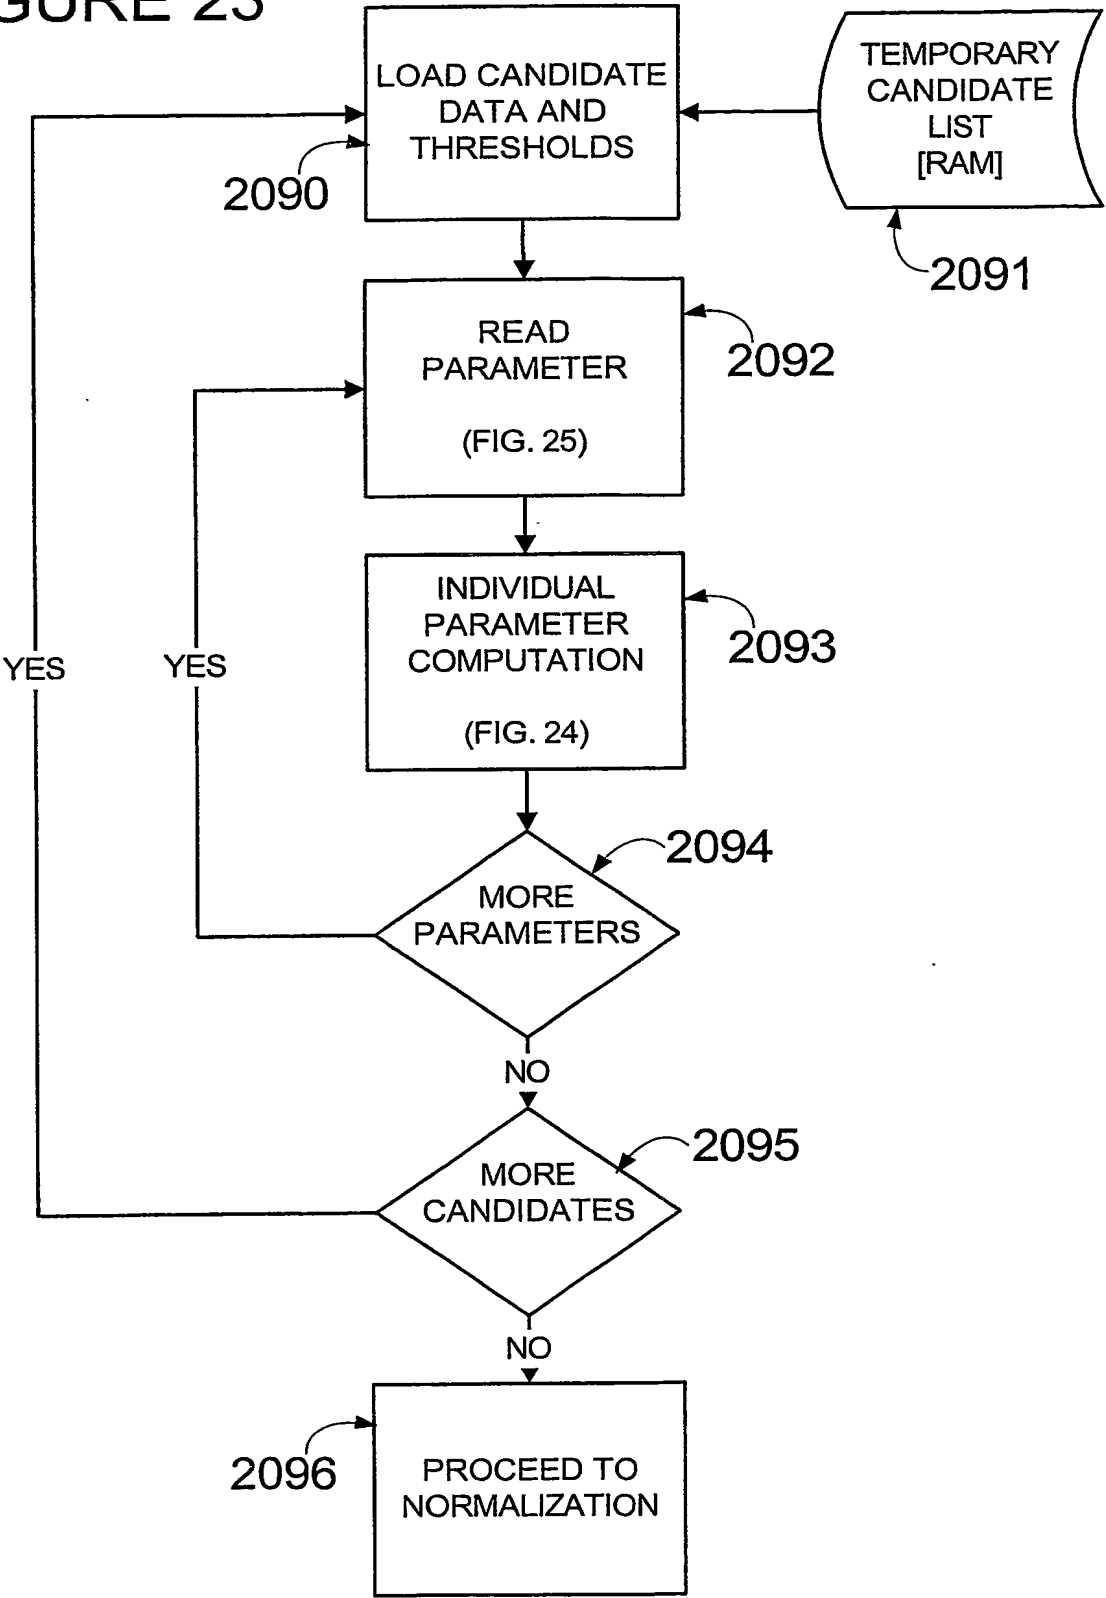 GURE 23
LOAD CANDIDATE
DATA AND
THRESHOLDS
TEMPORARY
CANDIDATE
LIST
[RAM]
2090
2091
READ
PARAMETER
(FIG. 25)
2092
INDIVIDUAL
PARAMETER
COMPUTATION
(FIG. 24)
2093
YES
YES
2094
MORE
PARAMETERS
NO
2095
MORE
CANDIDATES
NO
2096
PROCEED TO
NORMALIZATION